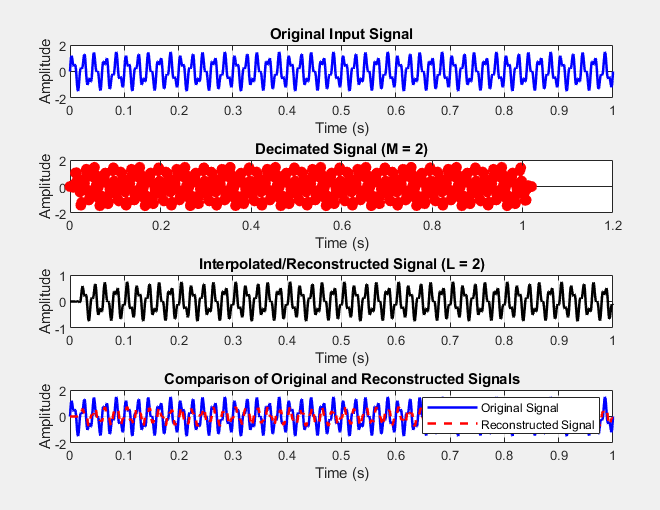 Original Input Signal
Amplitude
2
0
-2
0 0.1 0.2 0.3 0.4 0.5 0.6 0.7 0.8 0.9 1
Time (s)
Decimated Signal (M = 2)
Amplitude
2
0
-2
0 0.2 0.4 0.6 0.8 1 1.2
Time (s)
Interpolated/Reconstructed Signal (L = 2)
Amplitude
1
0
-1
0 0.1 0.2 0.3 0.4 0.5 0.6 0.7 0.8 0.9 1
Time (s)
Comparison of Original and Reconstructed Signals
Amplitude
2
0
-2
Original Signal
Reconstructed Signal
0 0.1 0.2 0.3 0.4 0.5 0.6 0.7 0.8 0.9 1
Time (s)